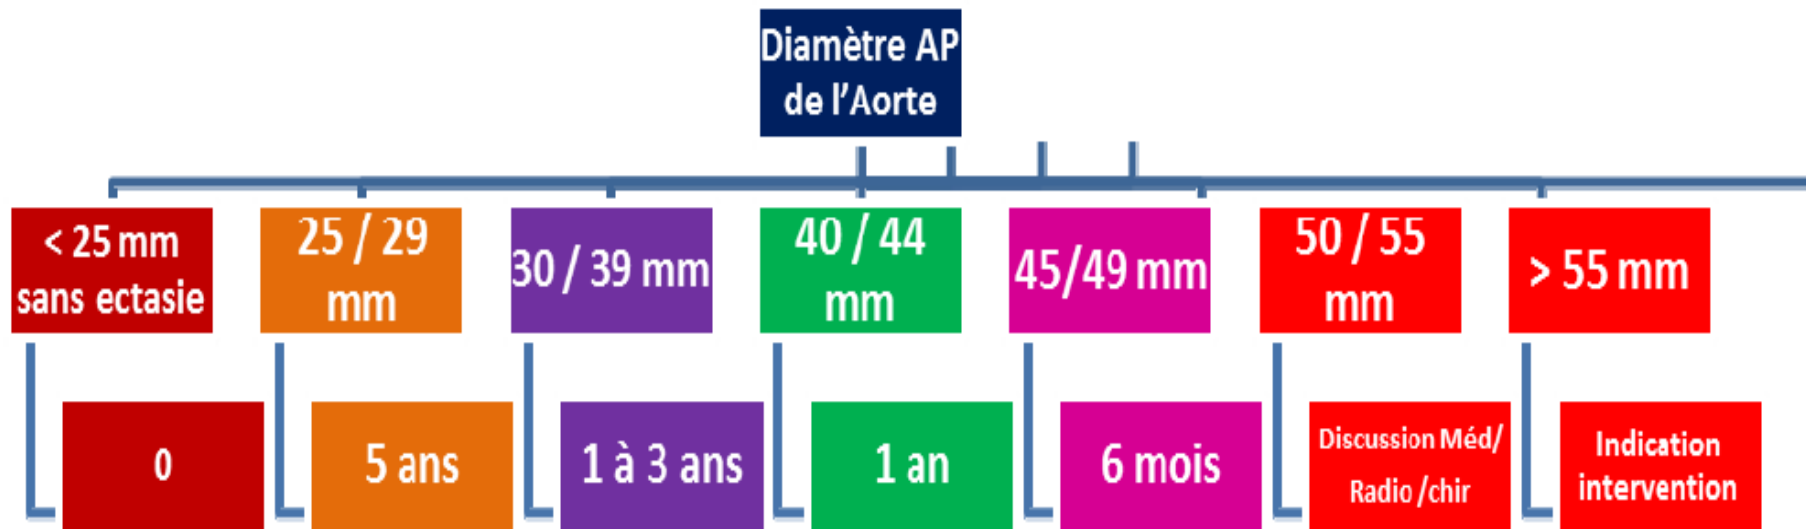 Diamètre AP
de l'Aorte
< 25 mm
sans ectasie
25 / 29
mm
30 / 39 mm
40 / 44
mm
45/49 mm
50 / 55
mm
> 55 mm
0
5 ans
1 à 3 ans
1 an
6 mois
Discussion Méd/
Radio /chir
Indication
intervention